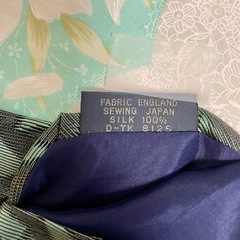 FABRIC ENGLAND
SEWING JAPAN
SILK 100%
D-TK 8125